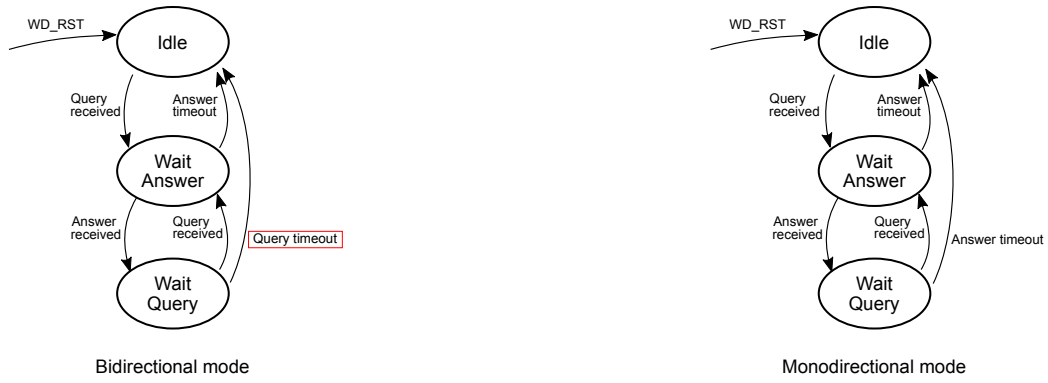 WD_RST
Idle
Query
received
Answer
timeout
Wait
Answer
Answer
received
Query
received
Query timeout
Wait
Query
Bidirectional mode
WD_RST
Idle
Query
received
Answer
timeout
Wait
Answer
Answer
received
Query
received
Answer timeout
Wait
Query
Monodirectional mode